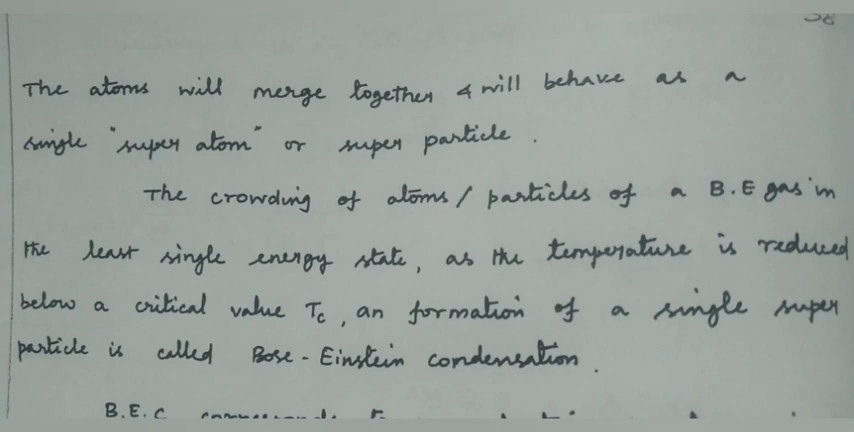 38
The atoms will merge together & will behave as a
single "super atom" or super particle .
The crowding of atoms / particles of a B.E gas in
the least single energy state, as the temperature is reduced
below a critical value Tc, an formation of a single super
particle is called Bose - Einstein condensation .
B.E.C